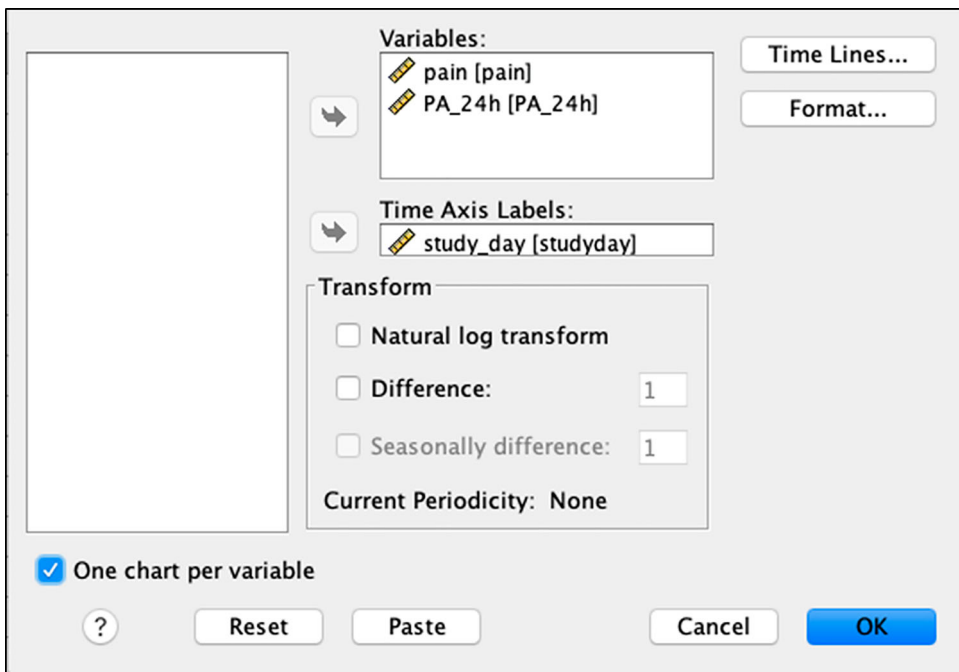 Variables:
pain [pain]
PA_24h [PA_24h]
Time Lines...
Format...
Time Axis Labels:
study_day [studyday]
Transform
Natural log transform
Difference: 1
Seasonally difference: 1
Current Periodicity: None
One chart per variable
? Reset Paste Cancel OK